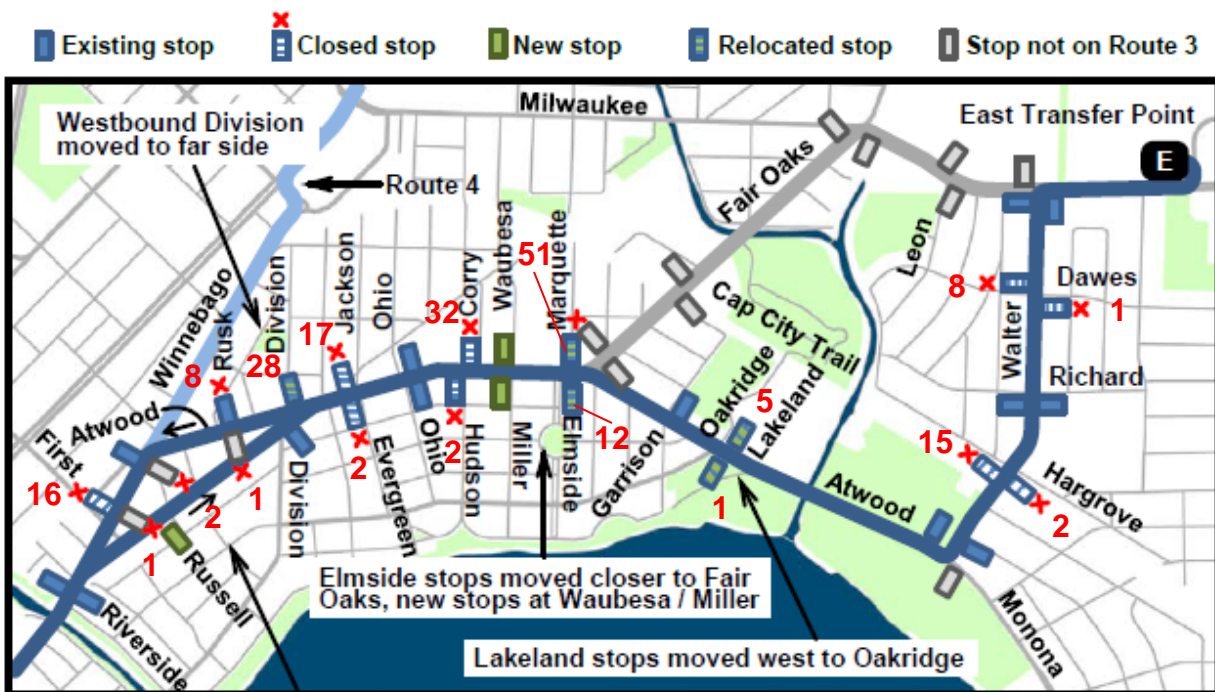 Existing stop
Closed stop
New stop
Relocated stop
Stop not on Route 3
Milwaukee
East Transfer Point
E
Westbound Division
moved to far side
Route 4
Fair Oaks
Leon
Winnebago
Rusk
Division
Jackson
Ohio
Corry
Waubesa
Marquette
Cap City Trail
Dawes
Walter
Richard
8
28
17
32
51
8
1
Atwood
First
16
2
1
1
Division
Evergreen
2
Ohio
2
Hudson
Miller
Elmside
12
Garrison
Oakridge
Lakeland
5
1
Atwood
15
Hargrove
2
Russell
Riverside
Monona
Elmside stops moved closer to Fair
Oaks, new stops at Waubesa / Miller
Lakeland stops moved west to Oakridge